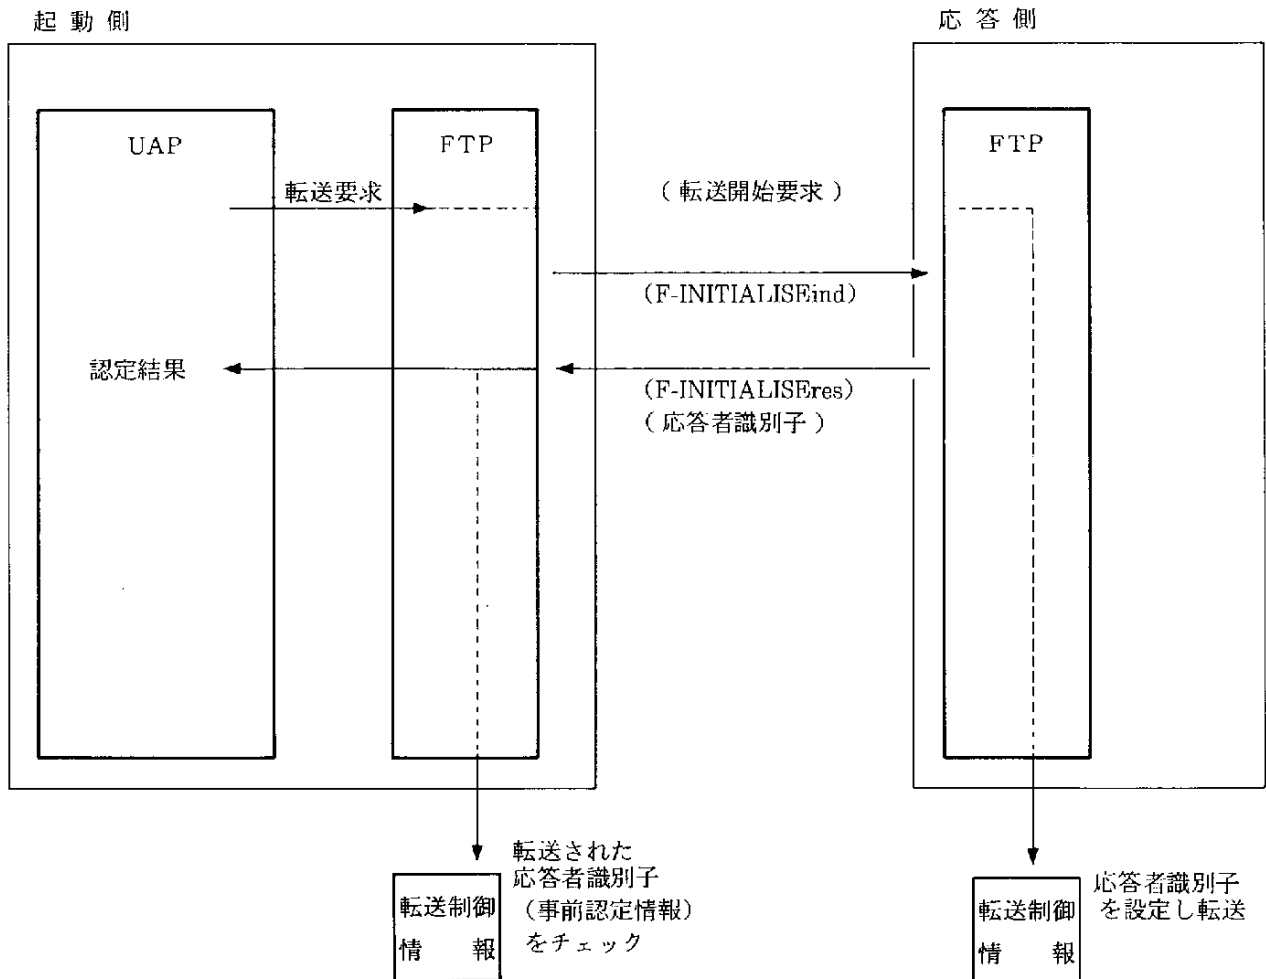 起動側
応答側
UAP
FTP
FTP
転送要求
(転送開始要求)
(F-INITIALISEind)
認定結果
(F-INITIALISEres)
(応答者識別子)
転送された
応答者識別子
(事前認定情報)
をチェック
転送制御
情報
応答者識別子
を設定し転送
転送制御
情報